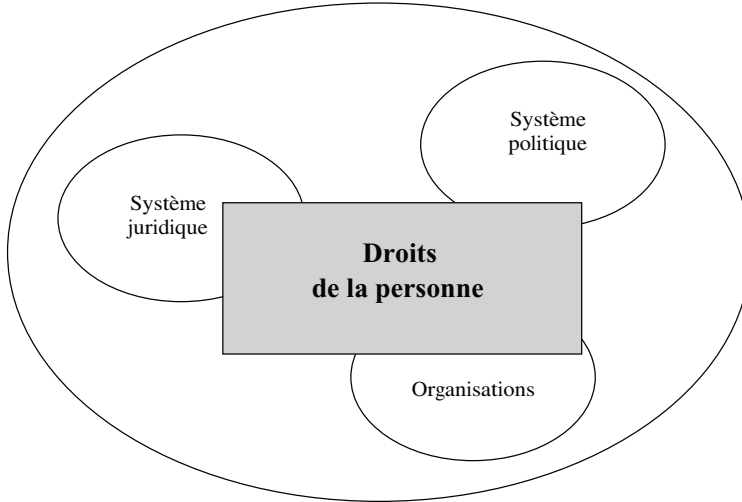 Système
politique
Système
juridique
Droits
de la personne
Organisations